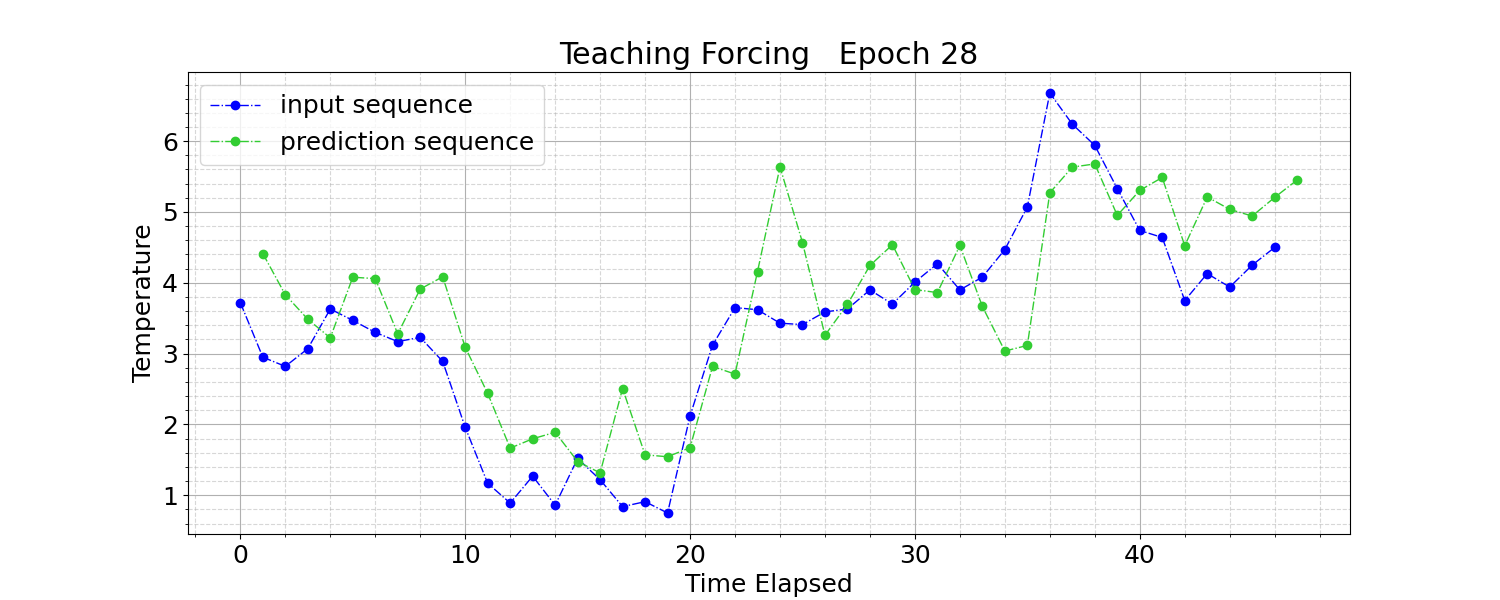 Teaching Forcing   Epoch 28
input sequence
prediction sequence
Temperature
6
5
4
3
2
1
0 10 20 30 40
Time Elapsed